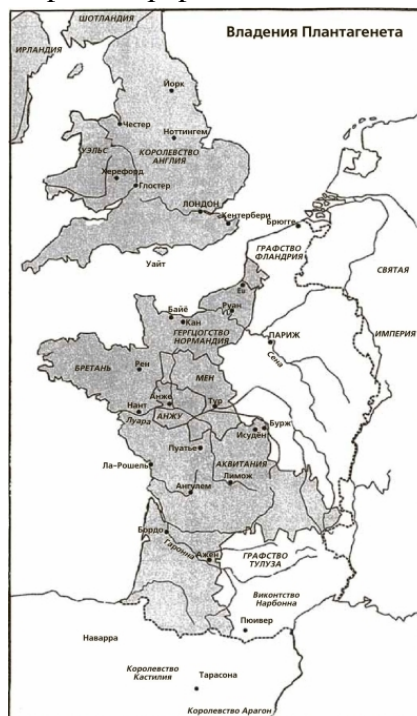 Владения Плантагенета
ШОТЛАНДИЯ
ИРЛАНДИЯ
Йорк
Честер
Ноттингем
УЭЛЬС
КОРОЛЕВСТВО
АНГЛИЯ
Херефорд
Глостер
ЛОНДОН
Кентербери
Брюгге
Уайт
ГРАФСТВО
ФЛАНДРИЯ
СВЯТАЯ
ИМПЕРИЯ
Руан
Байё
Кан
ГЕРЦОГСТВО
НОРМАНДИЯ
ПАРИЖ
Сена
БРЕТАНЬ
Рен
МЕН
Анже
Тур
Нант
АНЖУ
Луара
Бурж
Исуден
Пуатье
Ла-Рошель
АКВИТАНИЯ
Лимож
Ангулем
Бордо
Гаронна
Ажен
ГРАФСТВО
ТУЛУЗА
Виконтство
Нарбонна
Пюивер
Наварра
Королевство
Кастилия
Тарасона
Королевство Арагон